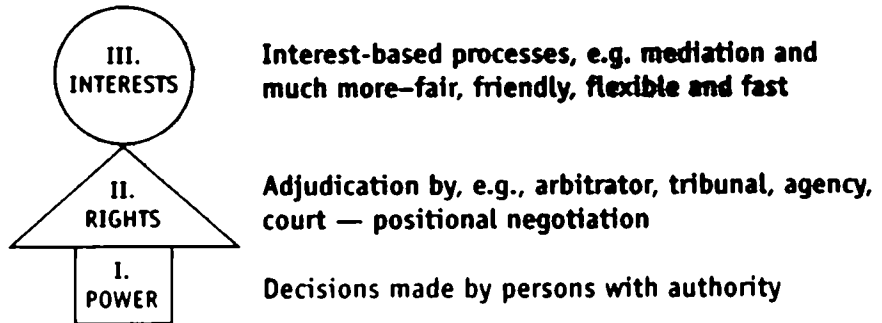 III.
INTERESTS
Interest-based processes, e.g. mediation and
much more–fair, friendly, flexible and fast
II.
RIGHTS
Adjudication by, e.g., arbitrator, tribunal, agency,
court — positional negotiation
I.
POWER
Decisions made by persons with authority